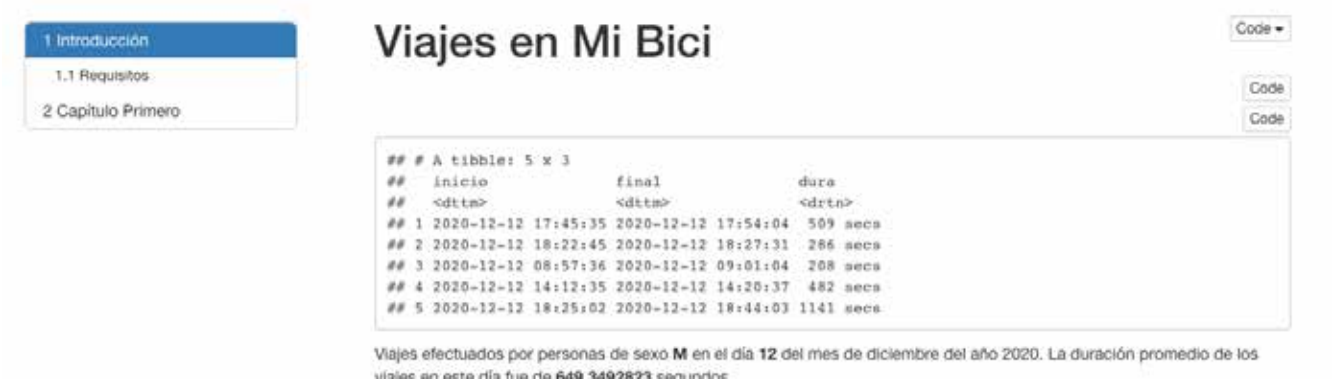 1 Introducción
1.1 Requisitos
2 Capítulo Primero
Viajes en Mi Bici
Code
Code
Code
## # A tibble: 5 x 3
##   inicio              final               dura
##   <dttm>              <dttm>              <drtn>
## 1 2020-12-12 17:45:35 2020-12-12 17:54:04  509 secs
## 2 2020-12-12 18:22:45 2020-12-12 18:27:31  286 secs
## 3 2020-12-12 08:57:36 2020-12-12 09:01:04  208 secs
## 4 2020-12-12 14:12:35 2020-12-12 14:20:37  482 secs
## 5 2020-12-12 18:25:02 2020-12-12 18:44:03 1141 secs
Viajes efectuados por personas de sexo M en el día 12 del mes de diciembre del año 2020. La duración promedio de los
viajes en este día fue de 649.3492823 segundos.